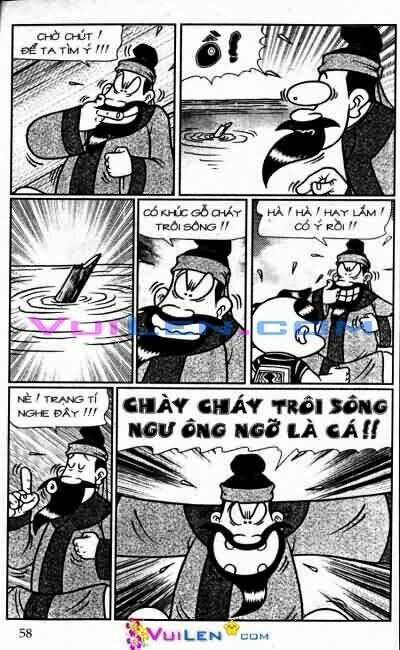 CHỜ CHÚT !
ĐỂ TA TÌM Ý !!!
Ồ !
CÓ KHÚC GỖ CHÁY
TRÔI SÔNG !!
HÀ ! HÀ ! HAY LẮM !
CÓ Ý RỒI !!
VUILEN.COM
NÈ ! TRẠNG TÍ
NGHE ĐÂY !!!
CHÀY CHÁY TRÔI SÔNG
NGƯ ÔNG NGỠ LÀ CÁ !!
58
VUILEN.COM